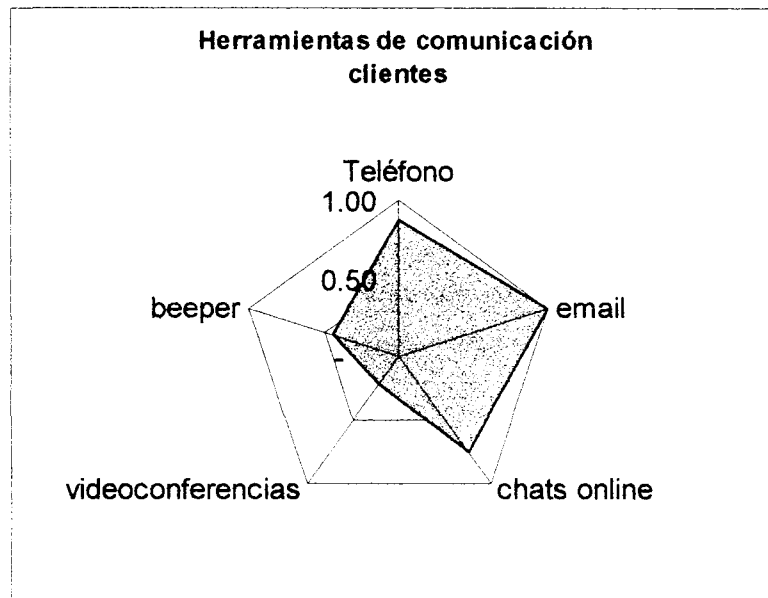 Herramientas de comunicación
clientes
Teléfono
1.00
0.50
beeper
email
-
videoconferencias
chats online